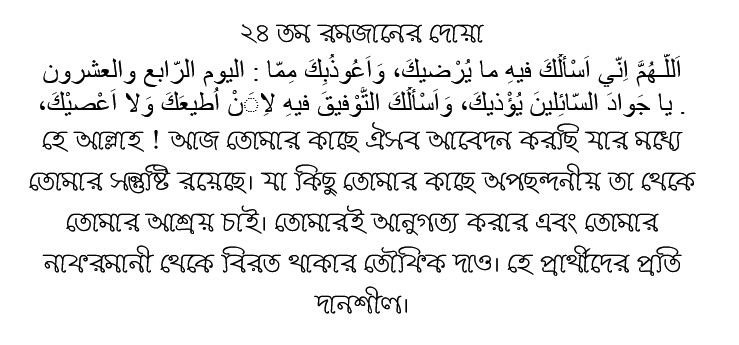 ২৪ তম রমজানের দোয়া
اَللّـهُمَّ اِنّي اَسْأَلُكَ فيهِ ما يُرْضيكَ، وَاَعُوذُبِكَ مِمّا : اليوم الرّابع والعشرون
. يا جَوادَ السّائِلينَ يُؤْذيكَ، وَاَسْأَلُكَ التَّوْفيقَ فيهِ لِاَنْ اُطيعَكَ وَلا اَعْصيْكَ،
হে আল্লাহ ! আজ তোমার কাছে ঐসব আবেদন করছি যার মধ্যে
তোমার সন্তুষ্টি রয়েছে। যা কিছু তোমার কাছে অপছন্দনীয় তা থেকে
তোমার আশ্রয় চাই। তোমারই আনুগত্য করার এবং তোমার
নাফরমানী থেকে বিরত থাকার তৌফিক দাও। হে প্রার্থীদের প্রতি
দানশীল।